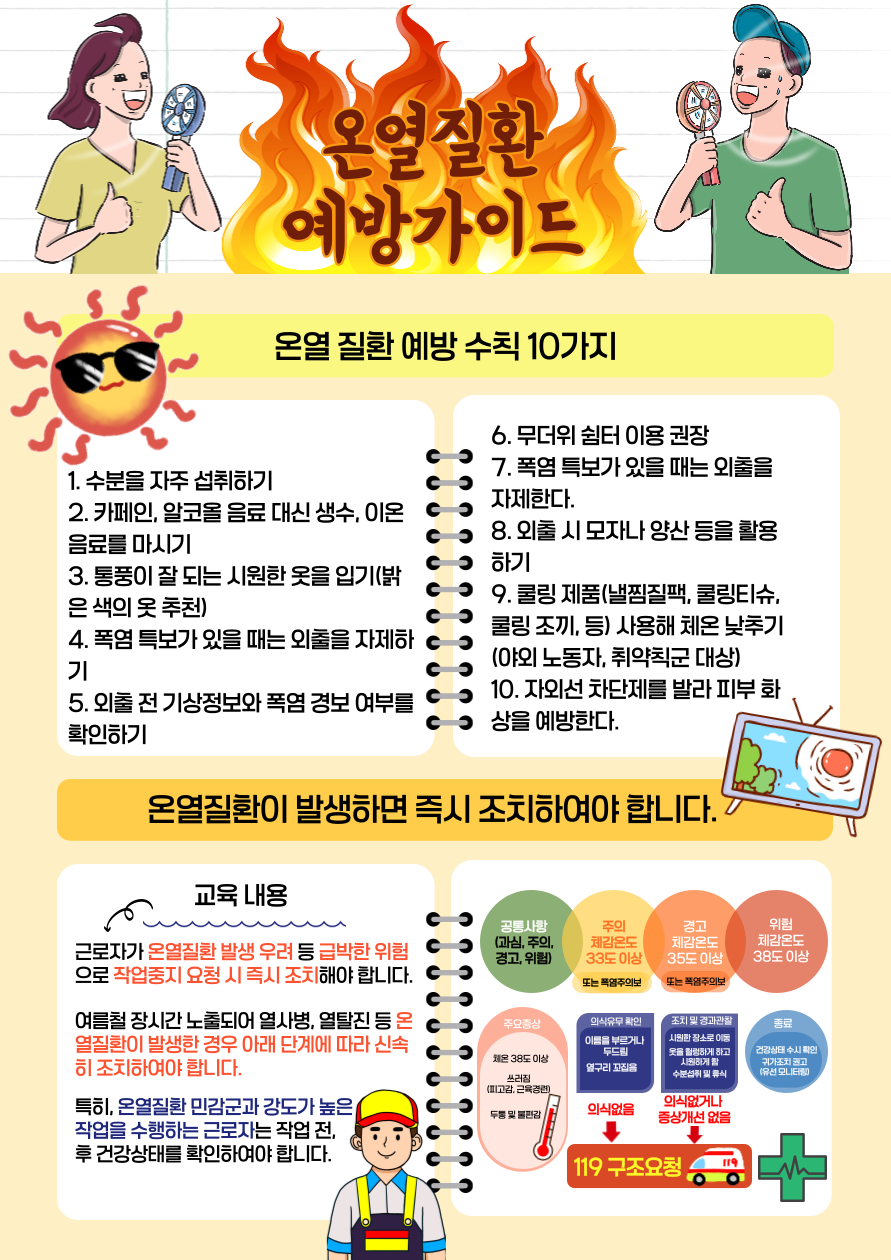 온열질환
예방가이드
온열 질환 예방 수칙 10가지
1. 수분을 자주 섭취하기
2. 카페인, 알코올 음료 대신 생수, 이온
음료를 마시기
3. 통풍이 잘 되는 시원한 옷을 입기(밝
은 색의 옷 추천)
4. 폭염 특보가 있을 때는 외출을 자제하
기
5. 외출 전 기상정보와 폭염 경보 여부를
확인하기
6. 무더위 쉼터 이용 권장
7. 폭염 특보가 있을 때는 외출을
자제한다.
8. 외출 시 모자나 양산 등을 활용
하기
9. 쿨링 제품(낼찜질팩, 쿨링티슈,
쿨링 조끼, 등) 사용해 체온 낮추기
(야외 노동자, 취약칙군 대상)
10. 자외선 차단제를 발라 피부 화
상을 예방한다.
온열질환이 발생하면 즉시 조치하여야 합니다.
교육 내용
근로자가 온열질환 발생 우려 등 급박한 위험
으로 작업중지 요청 시 즉시 조치해야 합니다.
여름철 장시간 노출되어 열사병, 열탈진 등 온
열질환이 발생한 경우 아래 단계에 따라 신속
히 조치하여야 합니다.
특히, 온열질환 민감군과 강도가 높은
작업을 수행하는 근로자는 작업 전,
후 건강상태를 확인하여야 합니다.
공통사황
(과심, 주의,
경고, 위험)
주의
체감온도
33도 이상
또는 폭염주의보
경고
체감온도
35도 이상
또는 폭염주의보
위험
체감온도
38도 이상
주요증상
체온 38도 이상
쓰러짐
(피고감, 근육경련)
두통 및 불편감
의식유무 확인
이름을 부르거나
두드림
옆구리 꼬집음
조치 및 경과관찰
시원한 장소로 이동
옷을 헐렁하게 하고
시원하게 함
수분섭취 및 휴식
종료
건강상태 수시 확인
귀가조치 권고
(유선 모니터링)
의식없음
의식없거나
증상개선 없음
119 구조요청
119